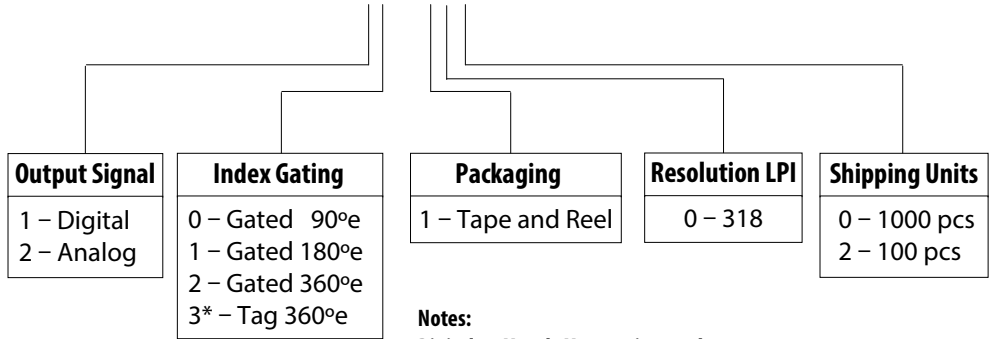 Output Signal
1 – Digital
2 – Analog
Index Gating
0 – Gated 90ºe
1 – Gated 180ºe
2 – Gated 360ºe
3* – Tag 360ºe
Packaging
1 – Tape and Reel
Resolution LPI
0 – 318
Shipping Units
0 – 1000 pcs
2 – 100 pcs
Notes: